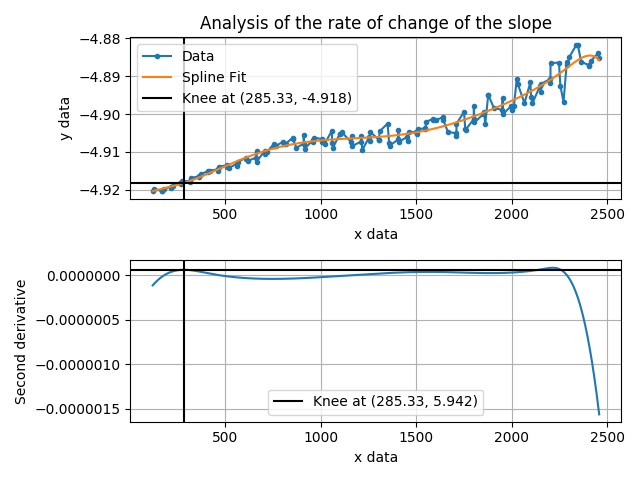 Analysis of the rate of change of the slope
y data
−4.88
−4.89
−4.90
−4.91
−4.92
Data
Spline Fit
Knee at (285.33, -4.918)
500 1000 1500 2000 2500
x data
Second derivative
0.0000000
−0.0000005
−0.0000010
−0.0000015
Knee at (285.33, 5.942)
500 1000 1500 2000 2500
x data